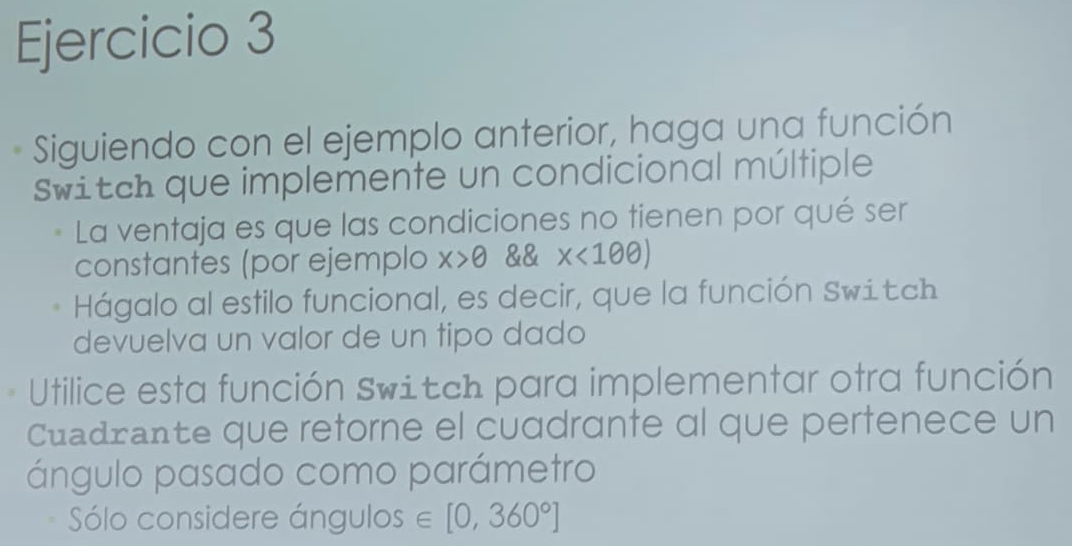 Ejercicio 3
• Siguiendo con el ejemplo anterior, haga una función
Switch que implemente un condicional múltiple
• La ventaja es que las condiciones no tienen por qué ser
constantes (por ejemplo x>0 && x<100)
• Hágalo al estilo funcional, es decir, que la función Switch
devuelva un valor de un tipo dado
• Utilice esta función Switch para implementar otra función
Cuadrante que retorne el cuadrante al que pertenece un
ángulo pasado como parámetro
• Sólo considere ángulos ∈ [0, 360°]